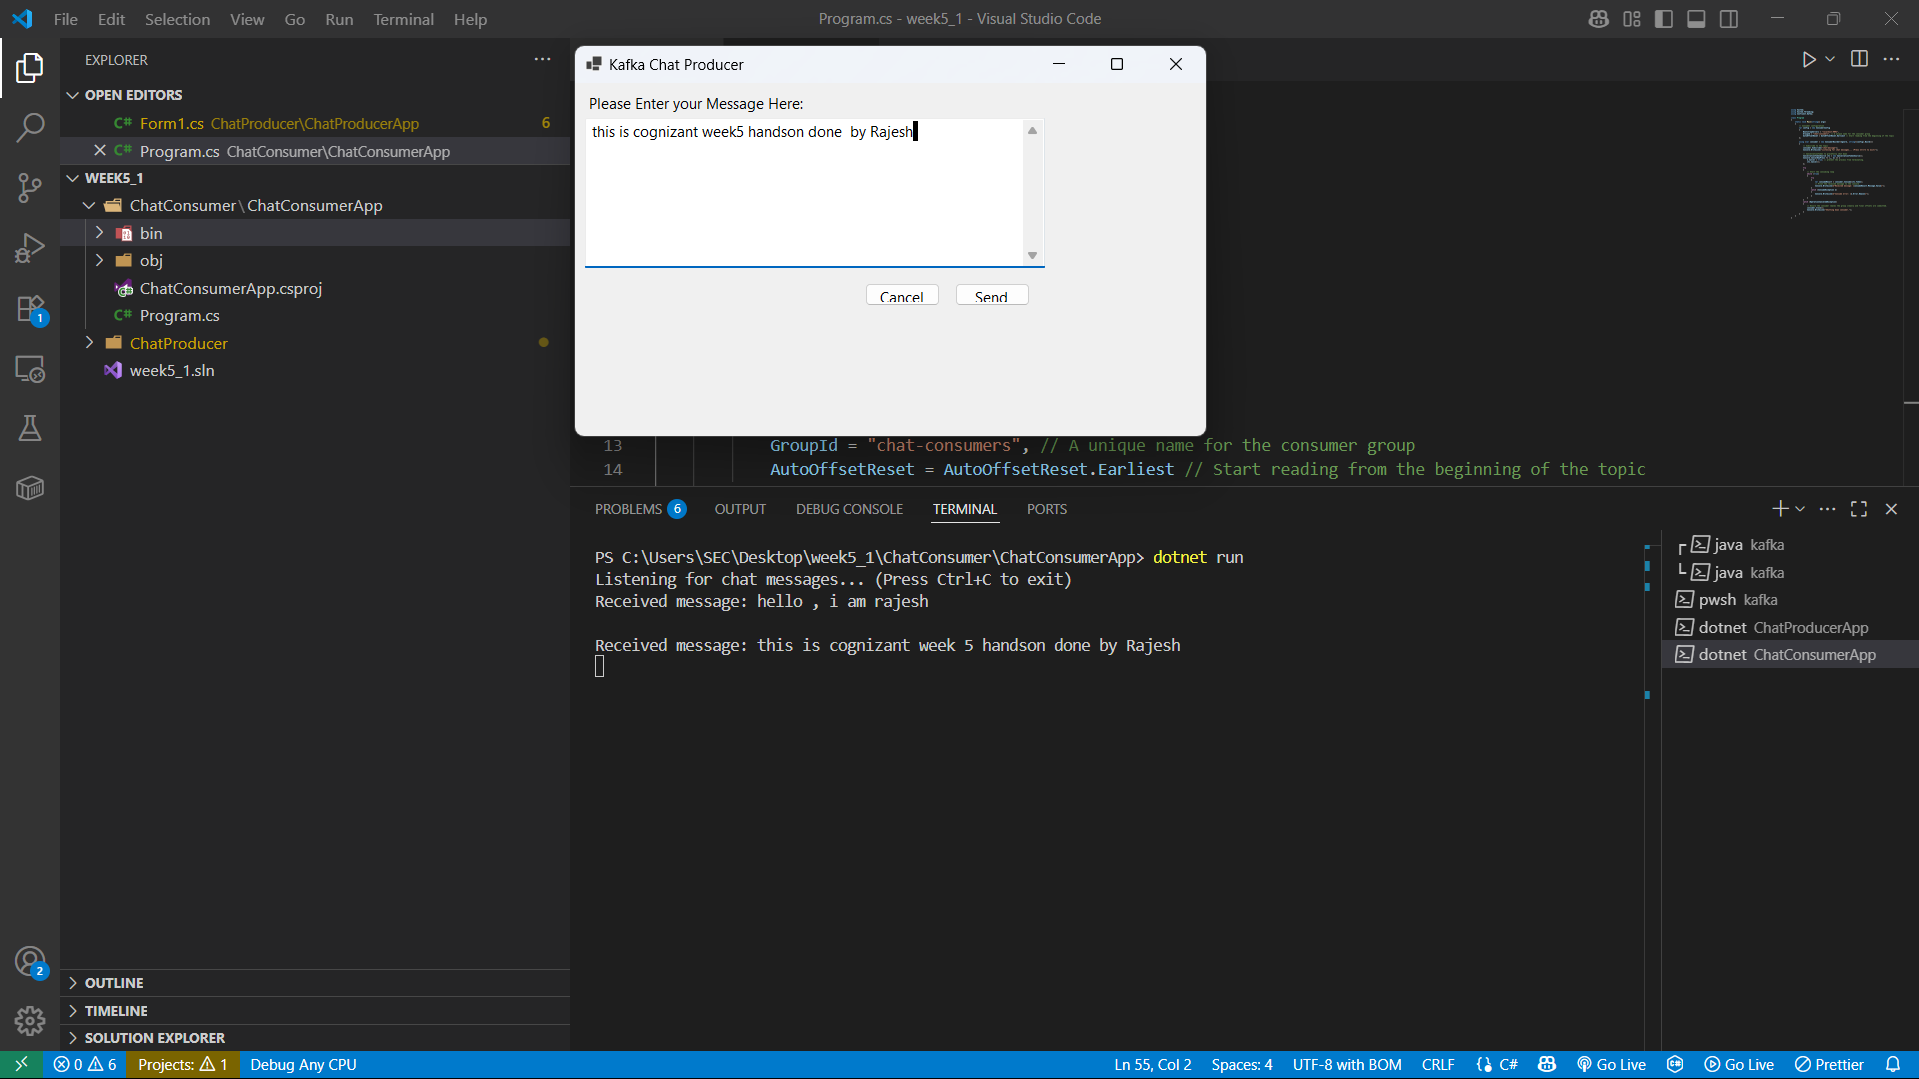 File Edit Selection View Go Run Terminal Help
Program.cs - week5_1 - Visual Studio Code
EXPLORER
OPEN EDITORS
C# Form1.cs ChatProducer\ChatProducerApp 6
C# Program.cs ChatConsumer\ChatConsumerApp
WEEK5_1
ChatConsumer\ChatConsumerApp
bin
obj
ChatConsumerApp.csproj
C# Program.cs
ChatProducer
week5_1.sln
1
2
OUTLINE
TIMELINE
SOLUTION EXPLORER
Kafka Chat Producer
Please Enter your Message Here:
this is cognizant week5 handson done  by Rajesh
Cancel Send
13 GroupId = "chat-consumers", // A unique name for the consumer group
14 AutoOffsetReset = AutoOffsetReset.Earliest // Start reading from the beginning of the topic
PROBLEMS 6 OUTPUT DEBUG CONSOLE TERMINAL PORTS
PS C:\Users\SEC\Desktop\week5_1\ChatConsumer\ChatConsumerApp> dotnet run
Listening for chat messages... (Press Ctrl+C to exit)
Received message: hello , i am rajesh
Received message: this is cognizant week 5 handson done by Rajesh
java kafka
java kafka
pwsh kafka
dotnet ChatProducerApp
dotnet ChatConsumerApp
0 6 Projects: 1 Debug Any CPU
Ln 55, Col 2 Spaces: 4 UTF-8 with BOM CRLF C# Go Live Go Live Prettier